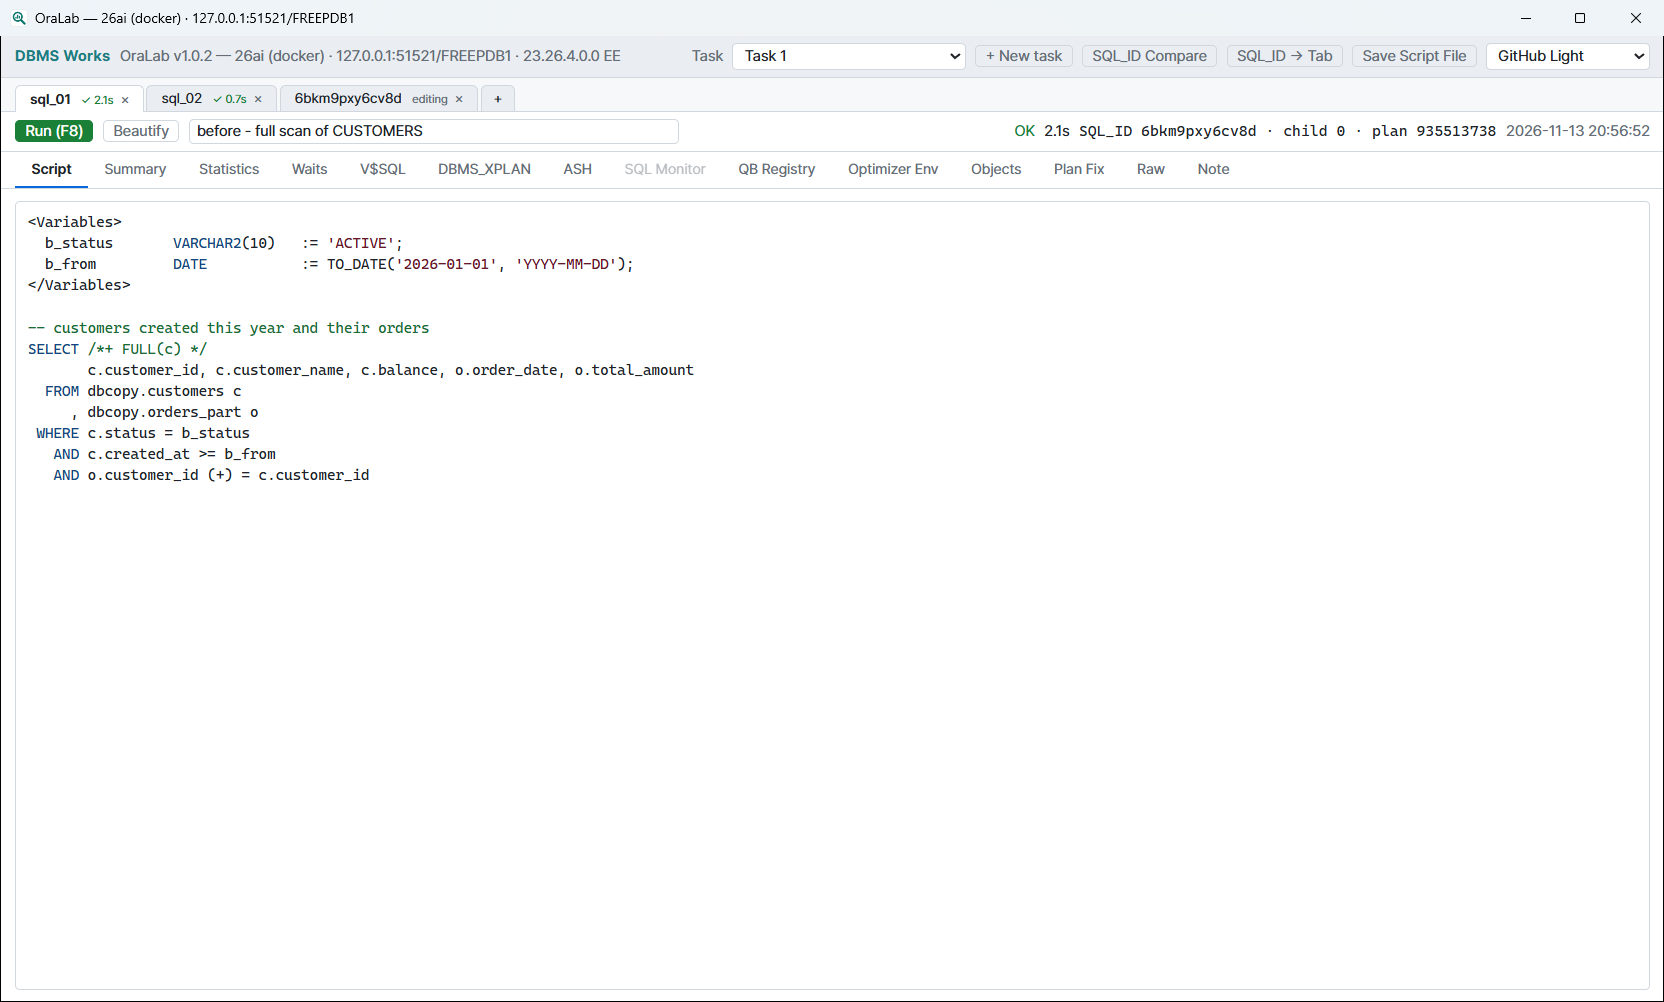 OraLab — 26ai (docker) · 127.0.0.1:51521/FREEPDB1
DBMS Works OraLab v1.0.2 — 26ai (docker) · 127.0.0.1:51521/FREEPDB1 · 23.26.4.0.0 EE Task Task 1 + New task SQL_ID Compare SQL_ID → Tab Save Script File GitHub Light
sql_01 ✓ 2.1s × sql_02 ✓ 0.7s × 6bkm9pxy6cv8d editing × +
Run (F8) Beautify before - full scan of CUSTOMERS OK 2.1s SQL_ID 6bkm9pxy6cv8d · child 0 · plan 935513738 2026-11-13 20:56:52
Script Summary Statistics Waits V$SQL DBMS_XPLAN ASH SQL Monitor QB Registry Optimizer Env Objects Plan Fix Raw Note
<Variables>
  b_status       VARCHAR2(10)   := 'ACTIVE';
  b_from         DATE           := TO_DATE('2026-01-01', 'YYYY-MM-DD');
</Variables>
-- customers created this year and their orders
SELECT /*+ FULL(c) */
       c.customer_id, c.customer_name, c.balance, o.order_date, o.total_amount
  FROM dbcopy.customers c
     , dbcopy.orders_part o
 WHERE c.status = b_status
   AND c.created_at >= b_from
   AND o.customer_id (+) = c.customer_id